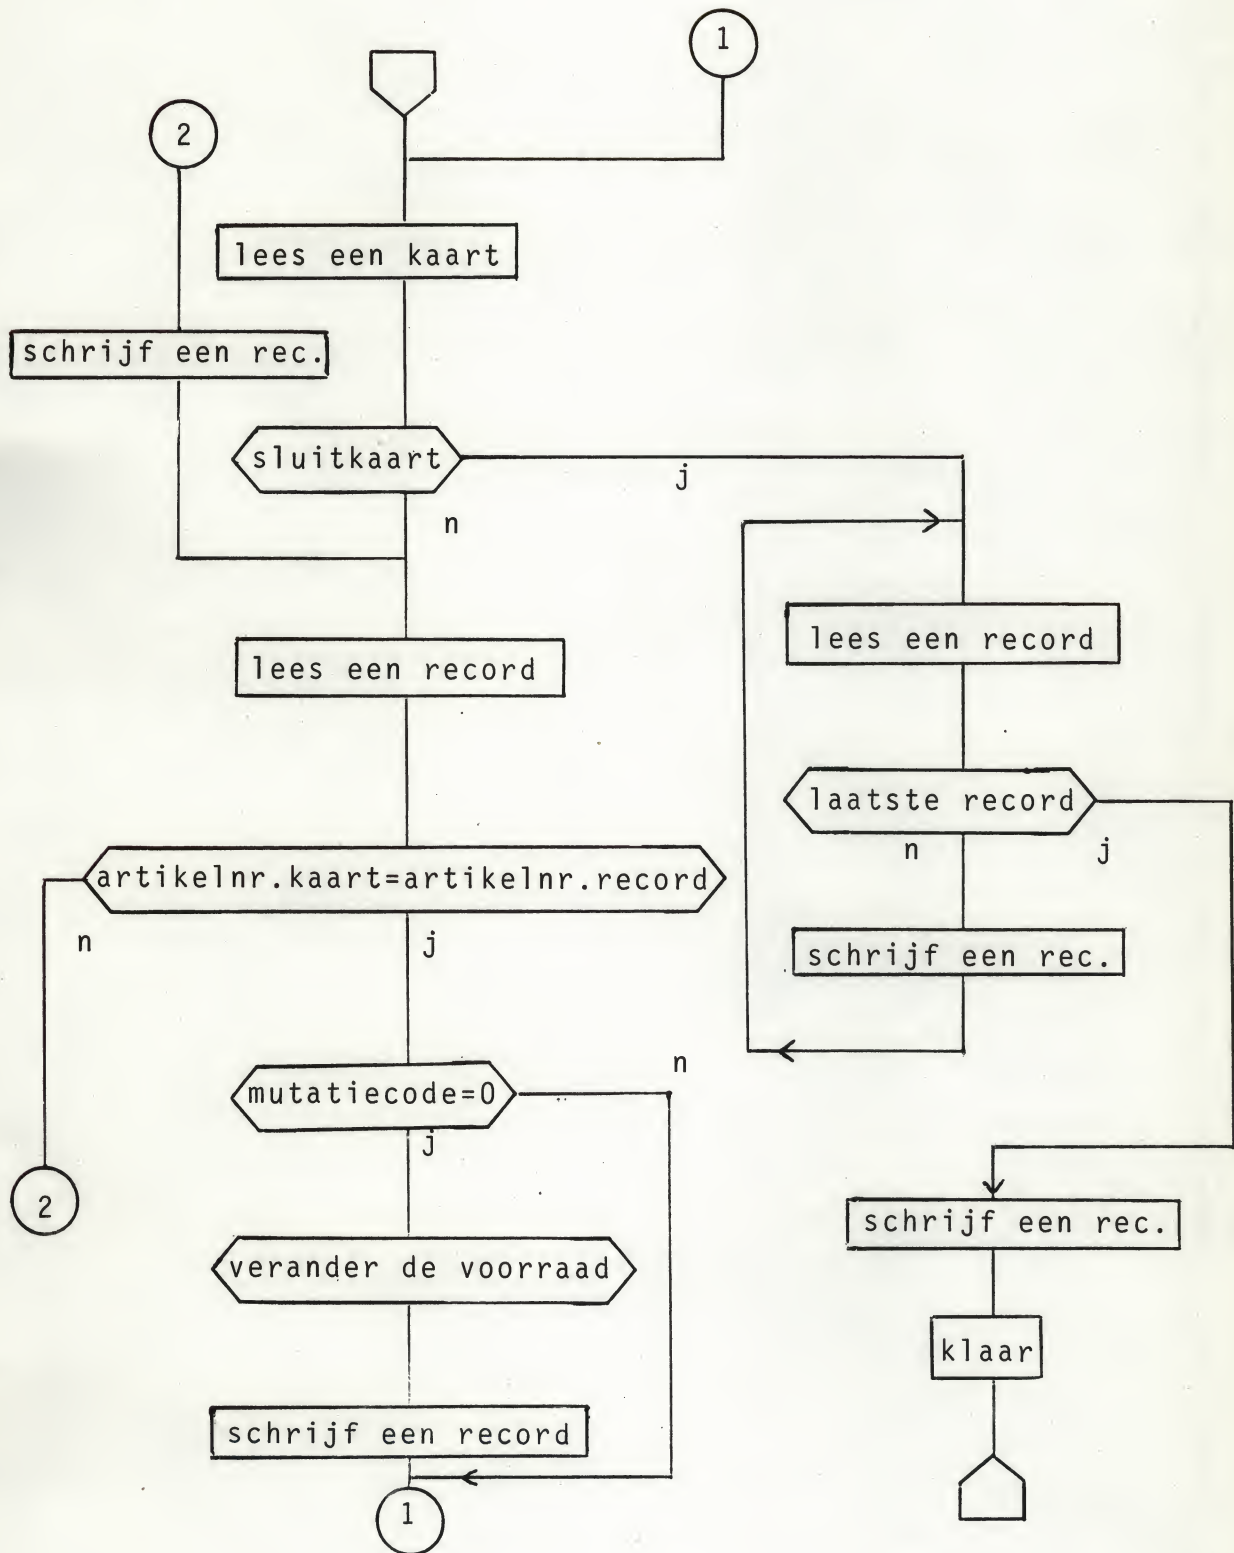 1
2
lees een kaart
schrijf een rec.
sluitkaart
j
n
lees een record
lees een record
laatste record
n
j
artikelnr.kaart=artikelnr.record
n
j
schrijf een rec.
mutatiecode=0
n
j
2
schrijf een rec.
verander de voorraad
klaar
schrijf een record
1